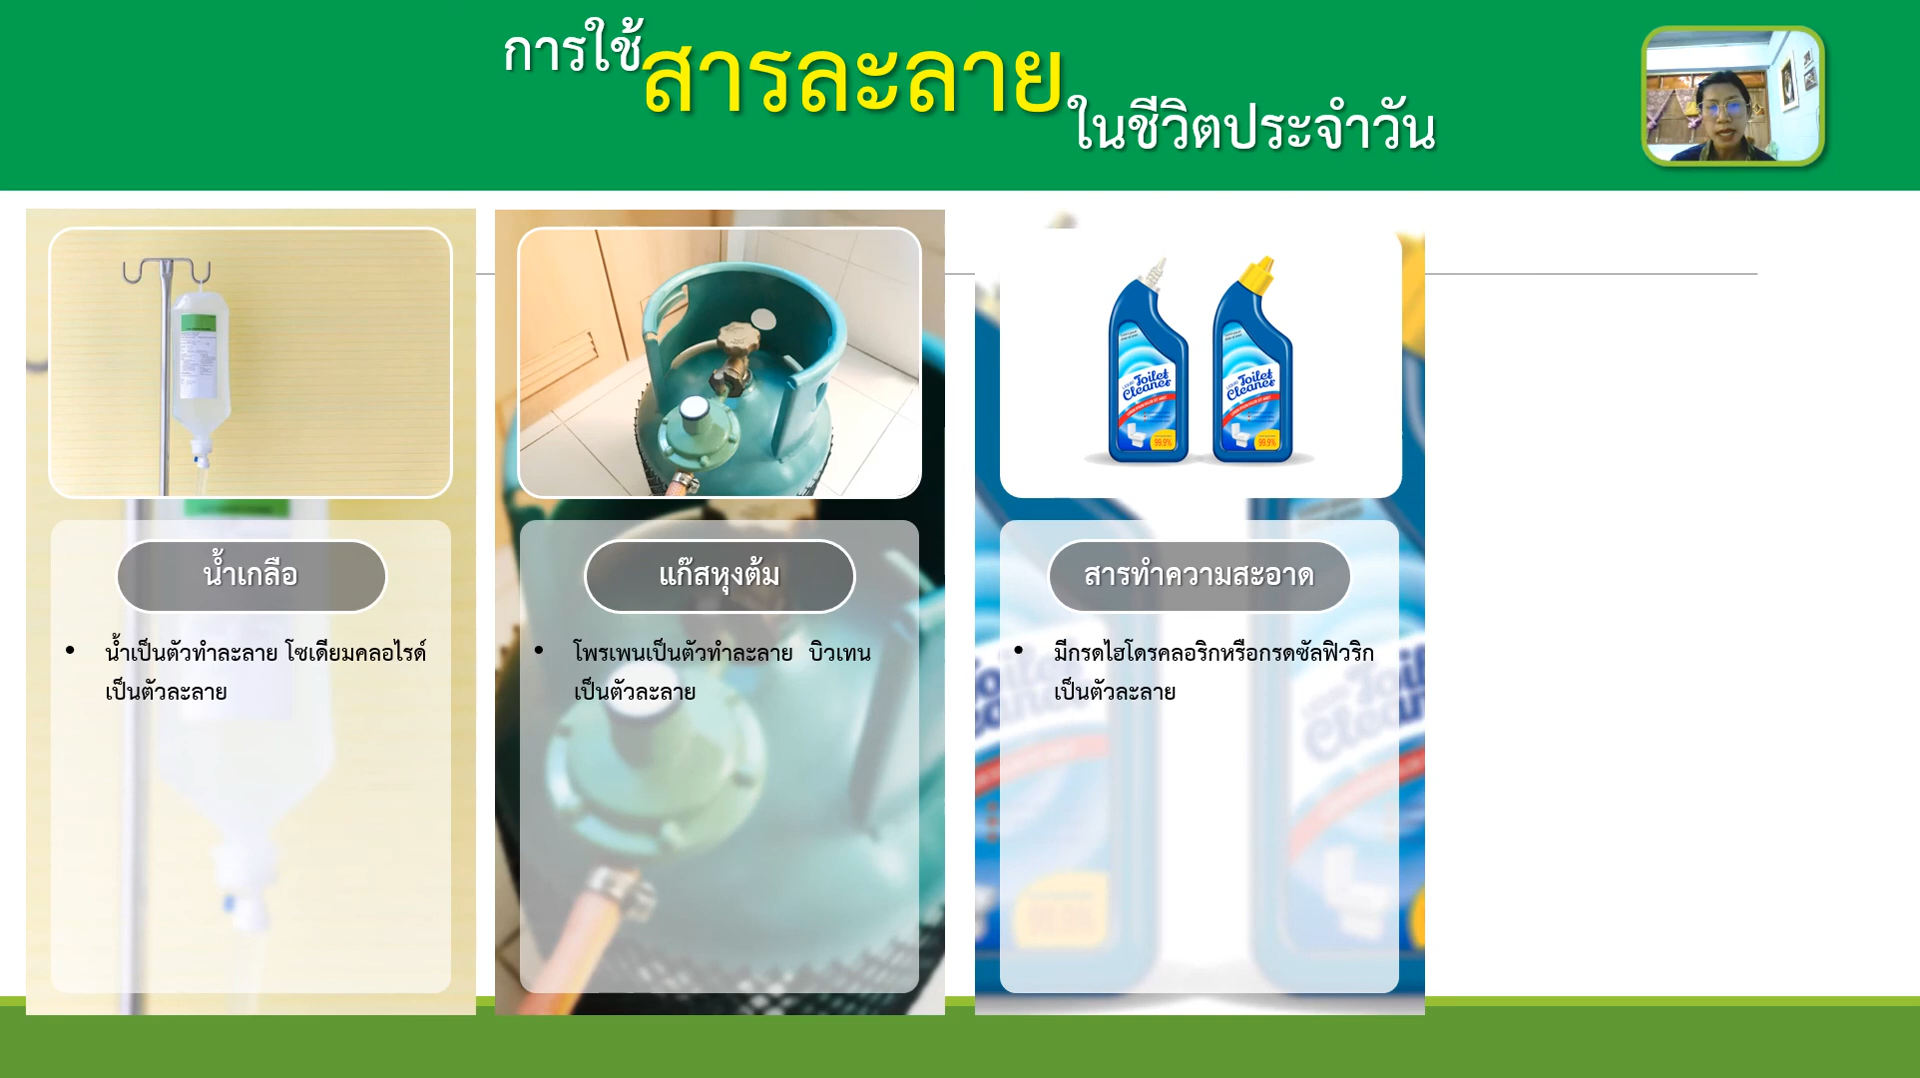 การใช้สารละลายในชีวิตประจำวัน
น้ำเกลือ
• น้ำเป็นตัวทำละลาย โซเดียมคลอไรด์
เป็นตัวละลาย
แก๊สหุงต้ม
• โพรเพนเป็นตัวทำละลาย บิวเทน
เป็นตัวละลาย
Toilet
Cleaner
99.9%
Toilet
Cleaner
99.9%
สารทำความสะอาด
• มีกรดไฮโดรคลอริกหรือกรดซัลฟิวริก
เป็นตัวละลาย